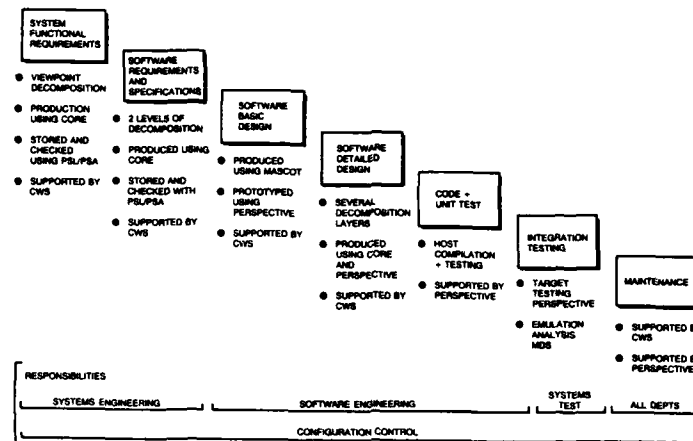 SYSTEM
FUNCTIONAL
REQUIREMENTS
VIEWPOINT
DECOMPOSITION
PRODUCTION
USING CORE
STORED AND
CHECKED
USING PSL/PSA
SUPPORTED BY
CWS
SOFTWARE
REQUIREMENTS
AND
SPECIFICATIONS
2 LEVELS OF
DECOMPOSITION
PRODUCED USING
CORE
STORED AND
CHECKED WITH
PSL/PSA
SUPPORTED BY
CWS
SOFTWARE
BASIC
DESIGN
PRODUCED
USING MASCOT
PROTOTYPED
USING
PERSPECTIVE
SUPPORTED BY
CWS
SOFTWARE
DETAILED
DESIGN
SEVERAL
DECOMPOSITION
LAYERS
PRODUCED
USING CORE
AND
PERSPECTIVE
SUPPORTED BY
CWS
CODE +
UNIT TEST
HOST
COMPILATION
+ TESTING
SUPPORTED BY
PERSPECTIVE
INTEGRATION
TESTING
TARGET
TESTING
PERSPECTIVE
EMULATION
ANALYSIS
MDS
MAINTENANCE
SUPPORTED B
CWS
SUPPORTED B
PERSPECTIVE
RESPONSIBILITIES
SYSTEMS ENGINEERING
SOFTWARE ENGINEERING
SYSTEMS
TEST
ALL DEPTS
CONFIGURATION CONTROL